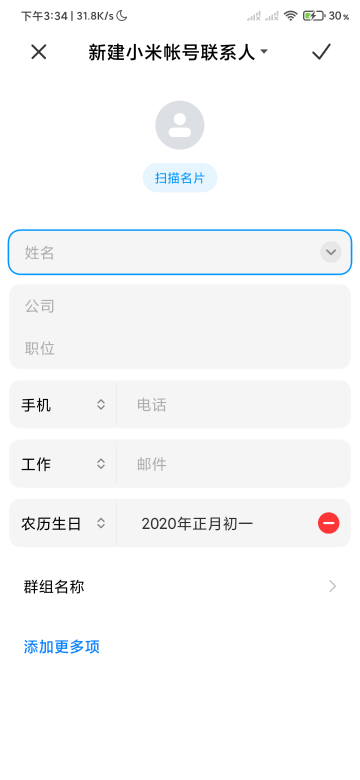 下午3:34 | 31.8K/s 30%
新建小米帐号联系人
扫描名片
姓名
公司
职位
手机 电话
工作 邮件
农历生日 2020年正月初一
群组名称
添加更多项